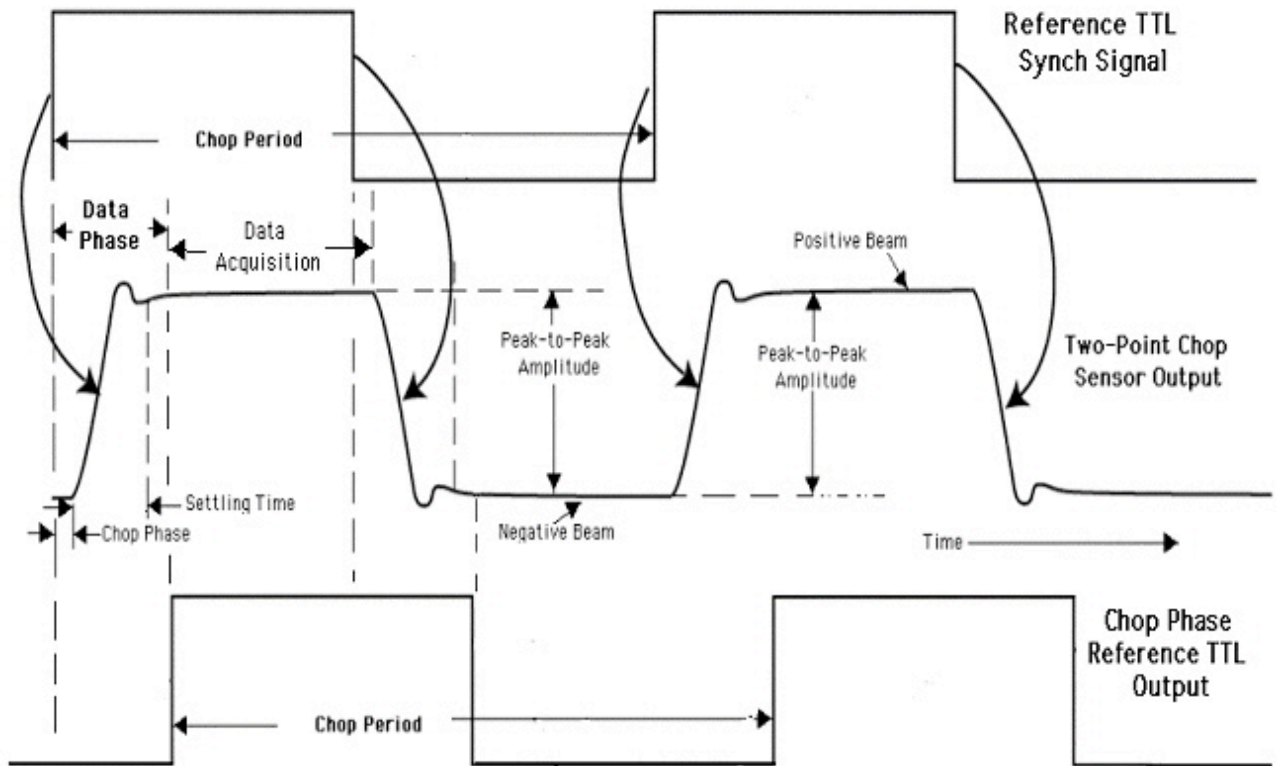 Reference TTL
Synch Signal
Chop Period
Data
Phase
Data
Acquisition
Positive Beam
Peak-to-Peak
Amplitude
Peak-to-Peak
Amplitude
Two-Point Chop
Sensor Output
Settling Time
Chop Phase
Negative Beam
Time
Chop Phase
Reference TTL
Output
Chop Period